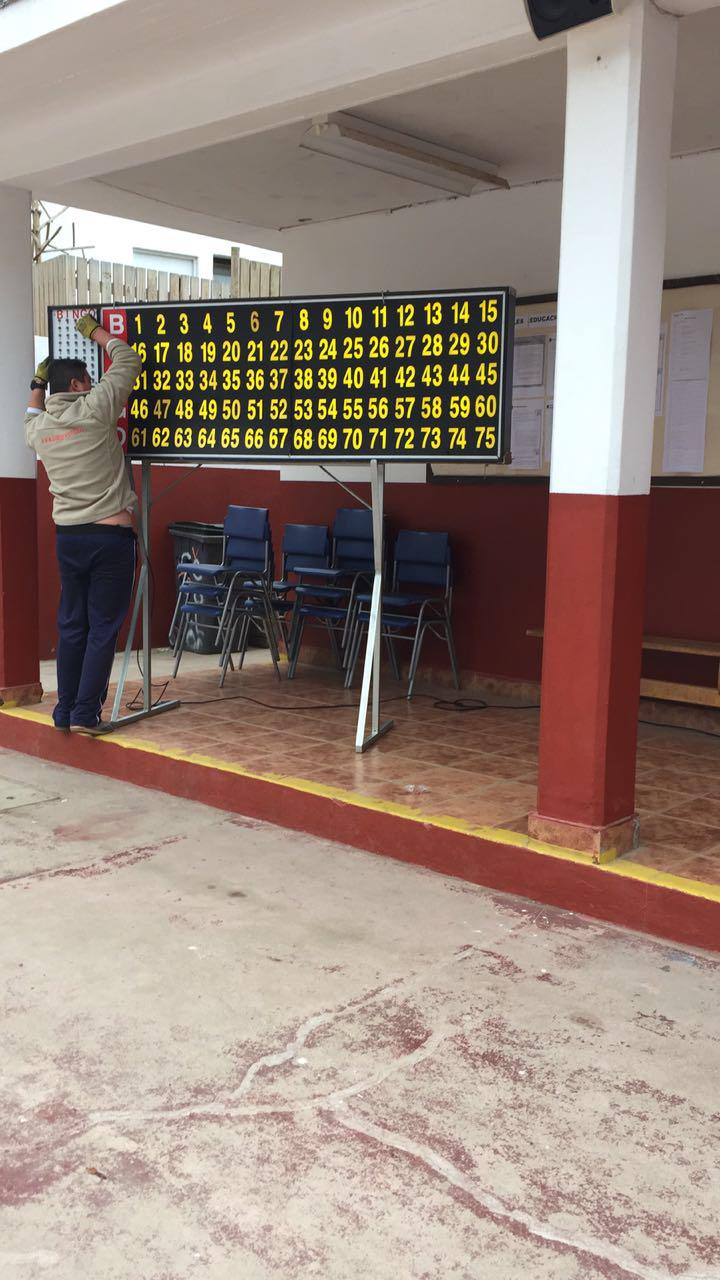 BINGO
B 1 2 3 4 5 6 7 8 9 10 11 12 13 14 15
16 17 18 19 20 21 22 23 24 25 26 27 28 29 30
31 32 33 34 35 36 37 38 39 40 41 42 43 44 45
46 47 48 49 50 51 52 53 54 55 56 57 58 59 60
O 61 62 63 64 65 66 67 68 69 70 71 72 73 74 75
EDUCAC